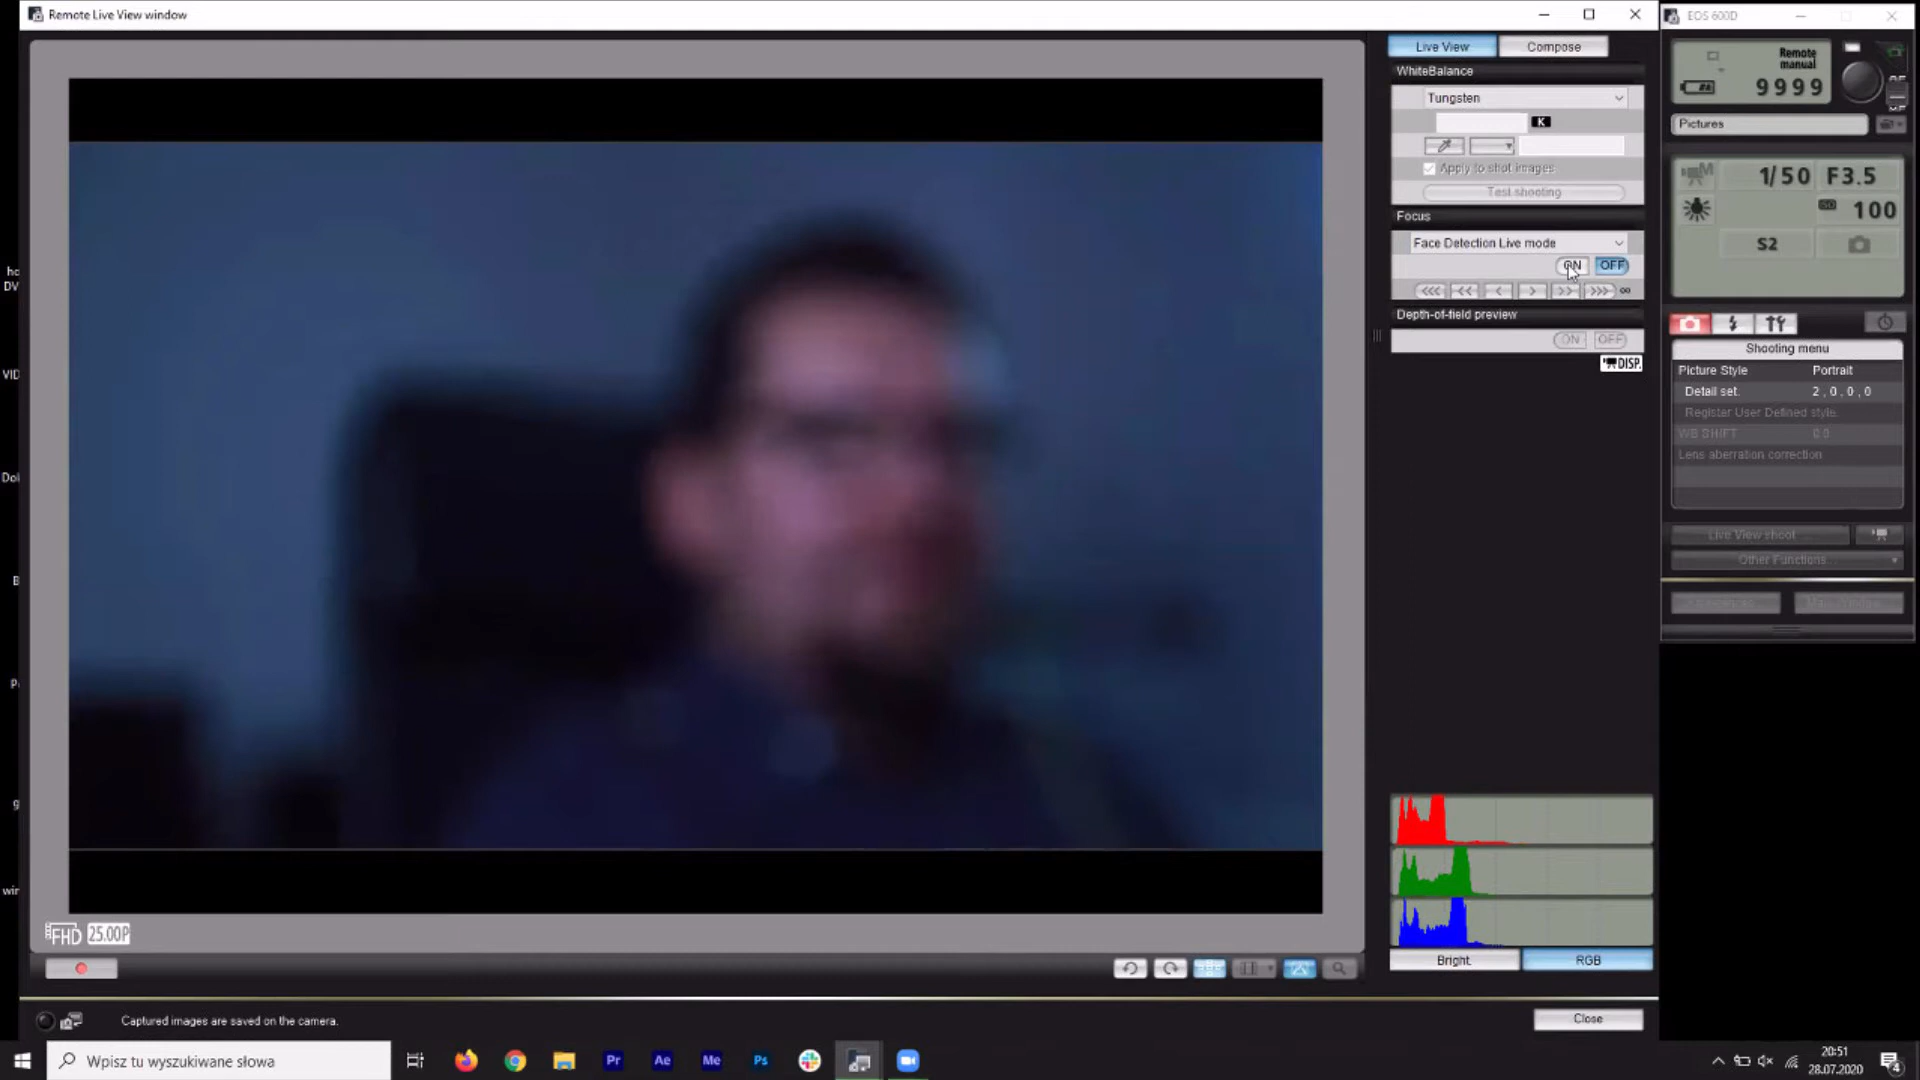 Remote Live View window
EOS 600D
Live View
Compose
WhiteBalance
Tungsten
K
Apply to shot images
Test shooting
Focus
Face Detection Live mode
ON
OFF
<<<
<<
<
>
>>
>>>
∞
Depth-of-field preview
ON
OFF
DISP.
Remote
manual
9999
Pictures
M
1/50
F3.5
ISO
100
S2
Shooting menu
Picture Style
Portrait
Detail set.
2 , 0 , 0 , 0
Register User Defined style.
WB SHIFT
0.0
Lens aberration correction
Live View shoot ...
Other Functions...
FHD
25.00P
Bright.
RGB
Captured images are saved on the camera.
Close
Wpisz tu wyszukiwane słowa
Pr
Ae
Me
Ps
20:51
28.07.2020
4